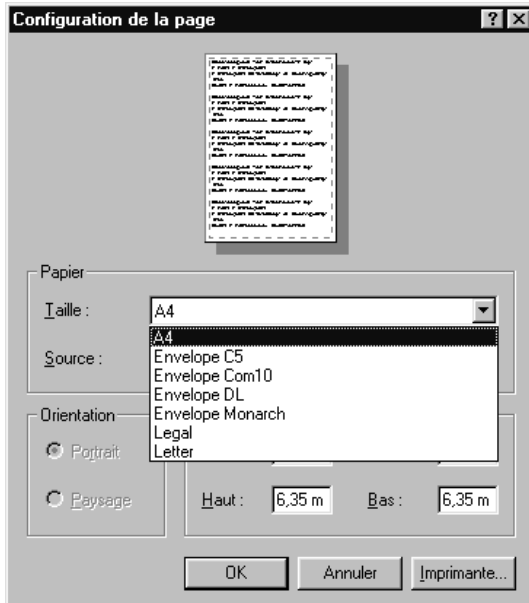 Configuration de la page
Papier
Taille :
A4
A4
Envelope C5
Envelope Com10
Envelope DL
Envelope Monarch
Legal
Letter
Source :
Orientation
Portrait
Paysage
Haut : 6,35 m Bas : 6,35 m
OK Annuler Imprimante...